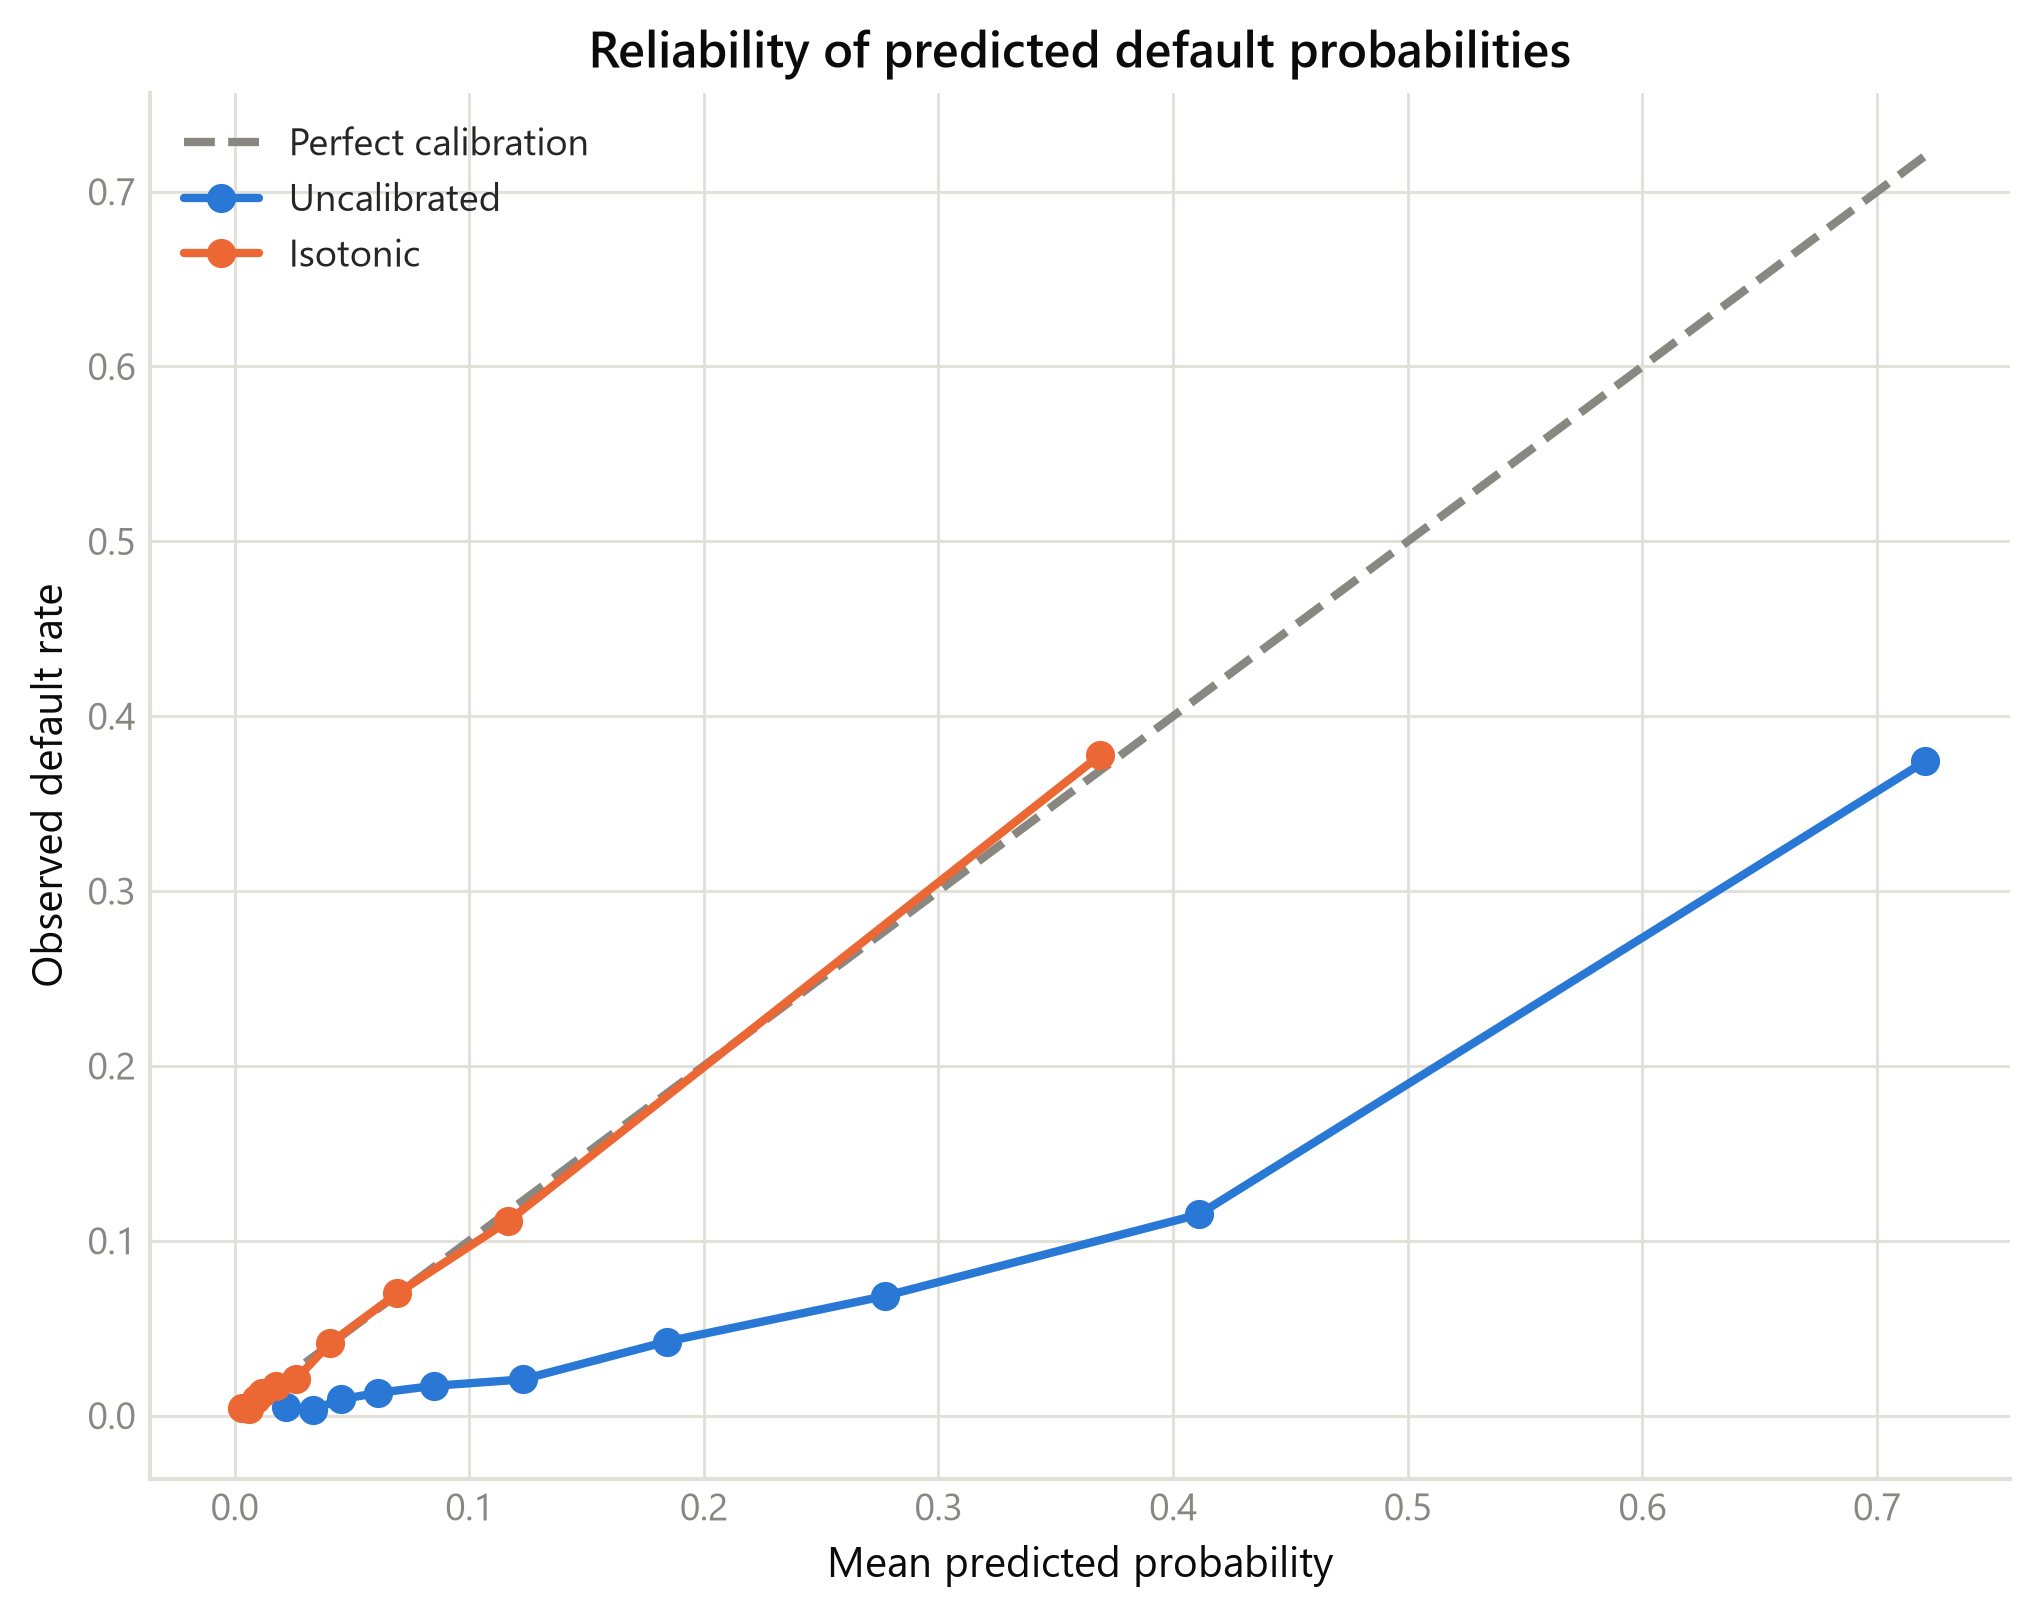 Reliability of predicted default probabilities
Perfect calibration
Uncalibrated
Isotonic
0.7
0.6
0.5
0.4
0.3
0.2
0.1
0.0
Observed default rate
0.0 0.1 0.2 0.3 0.4 0.5 0.6 0.7
Mean predicted probability